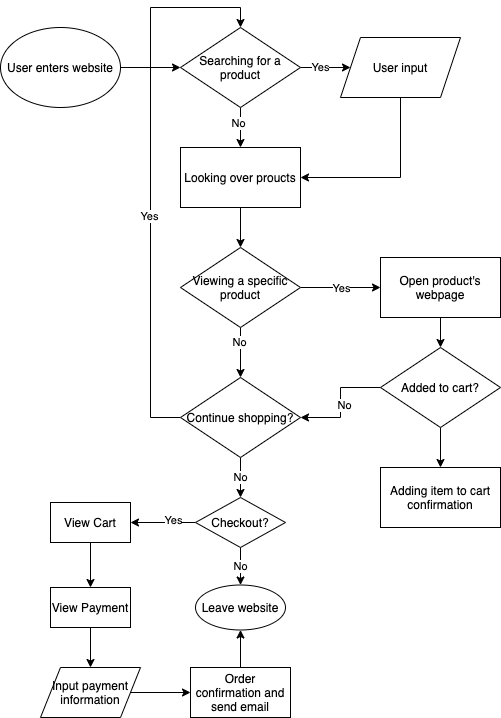 User enters website
Searching for a
product
Yes
User input
No
Looking over proucts
Yes
Viewing a specific
product
Yes
Open product's
webpage
No
Added to cart?
No
Continue shopping?
No
Adding item to cart
confirmation
View Cart
Yes
Checkout?
No
View Payment
Leave website
Input payment
information
Order
confirmation and
send email